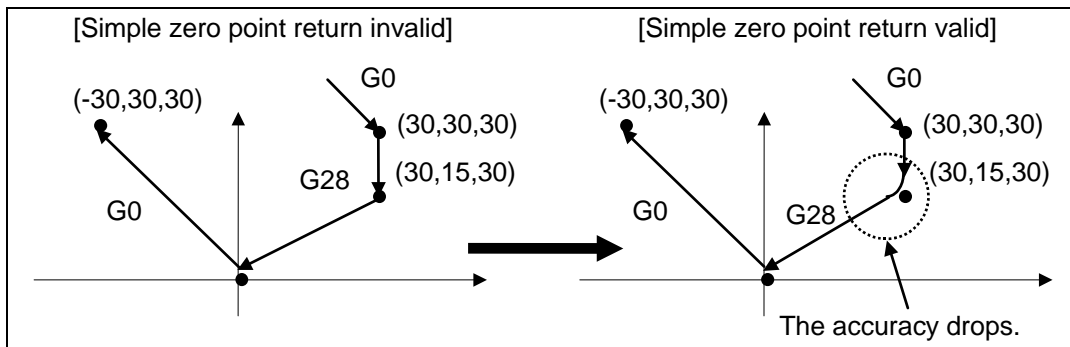 [Simple zero point return invalid]
G0
(-30,30,30)
(30,30,30)
(30,15,30)
G28
G0
[Simple zero point return valid]
G0
(-30,30,30)
(30,30,30)
(30,15,30)
G28
G0
The accuracy drops.